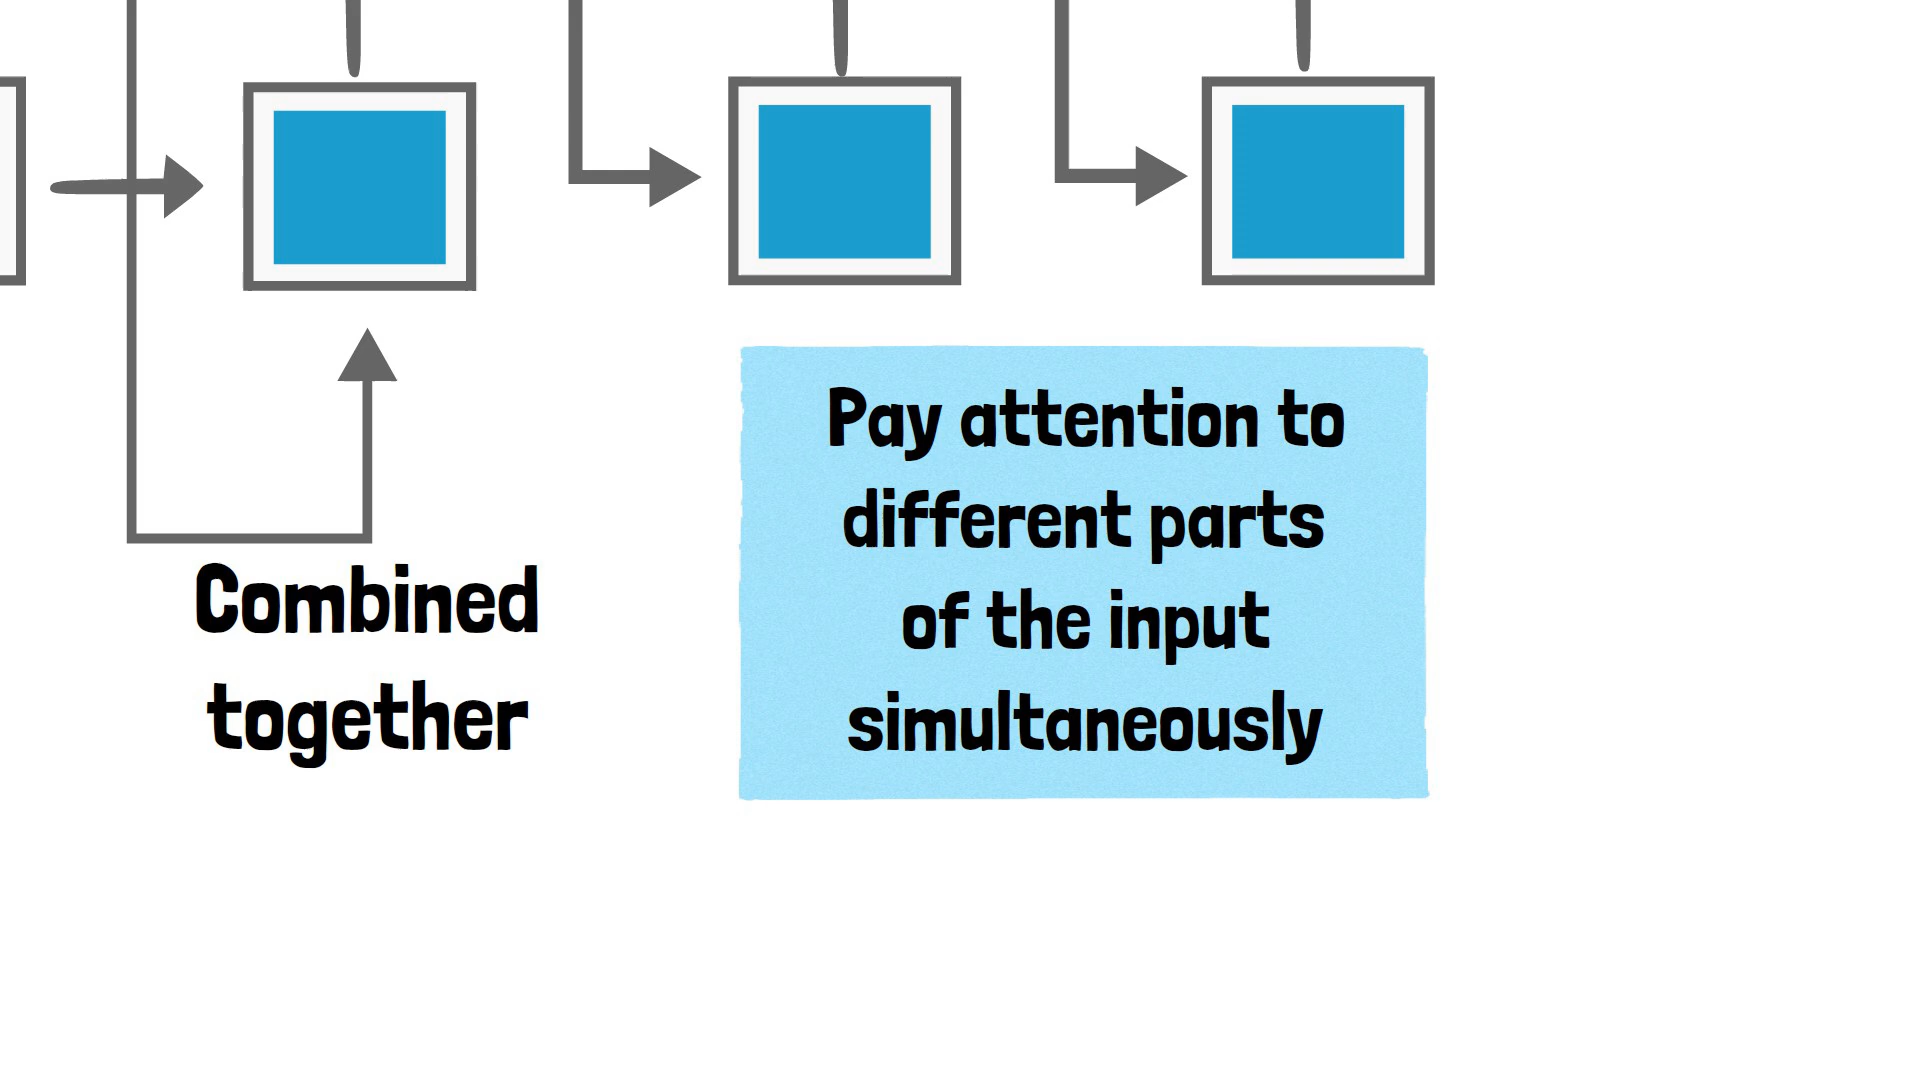 Combined
together
Pay attention to
different parts
of the input
simultaneously